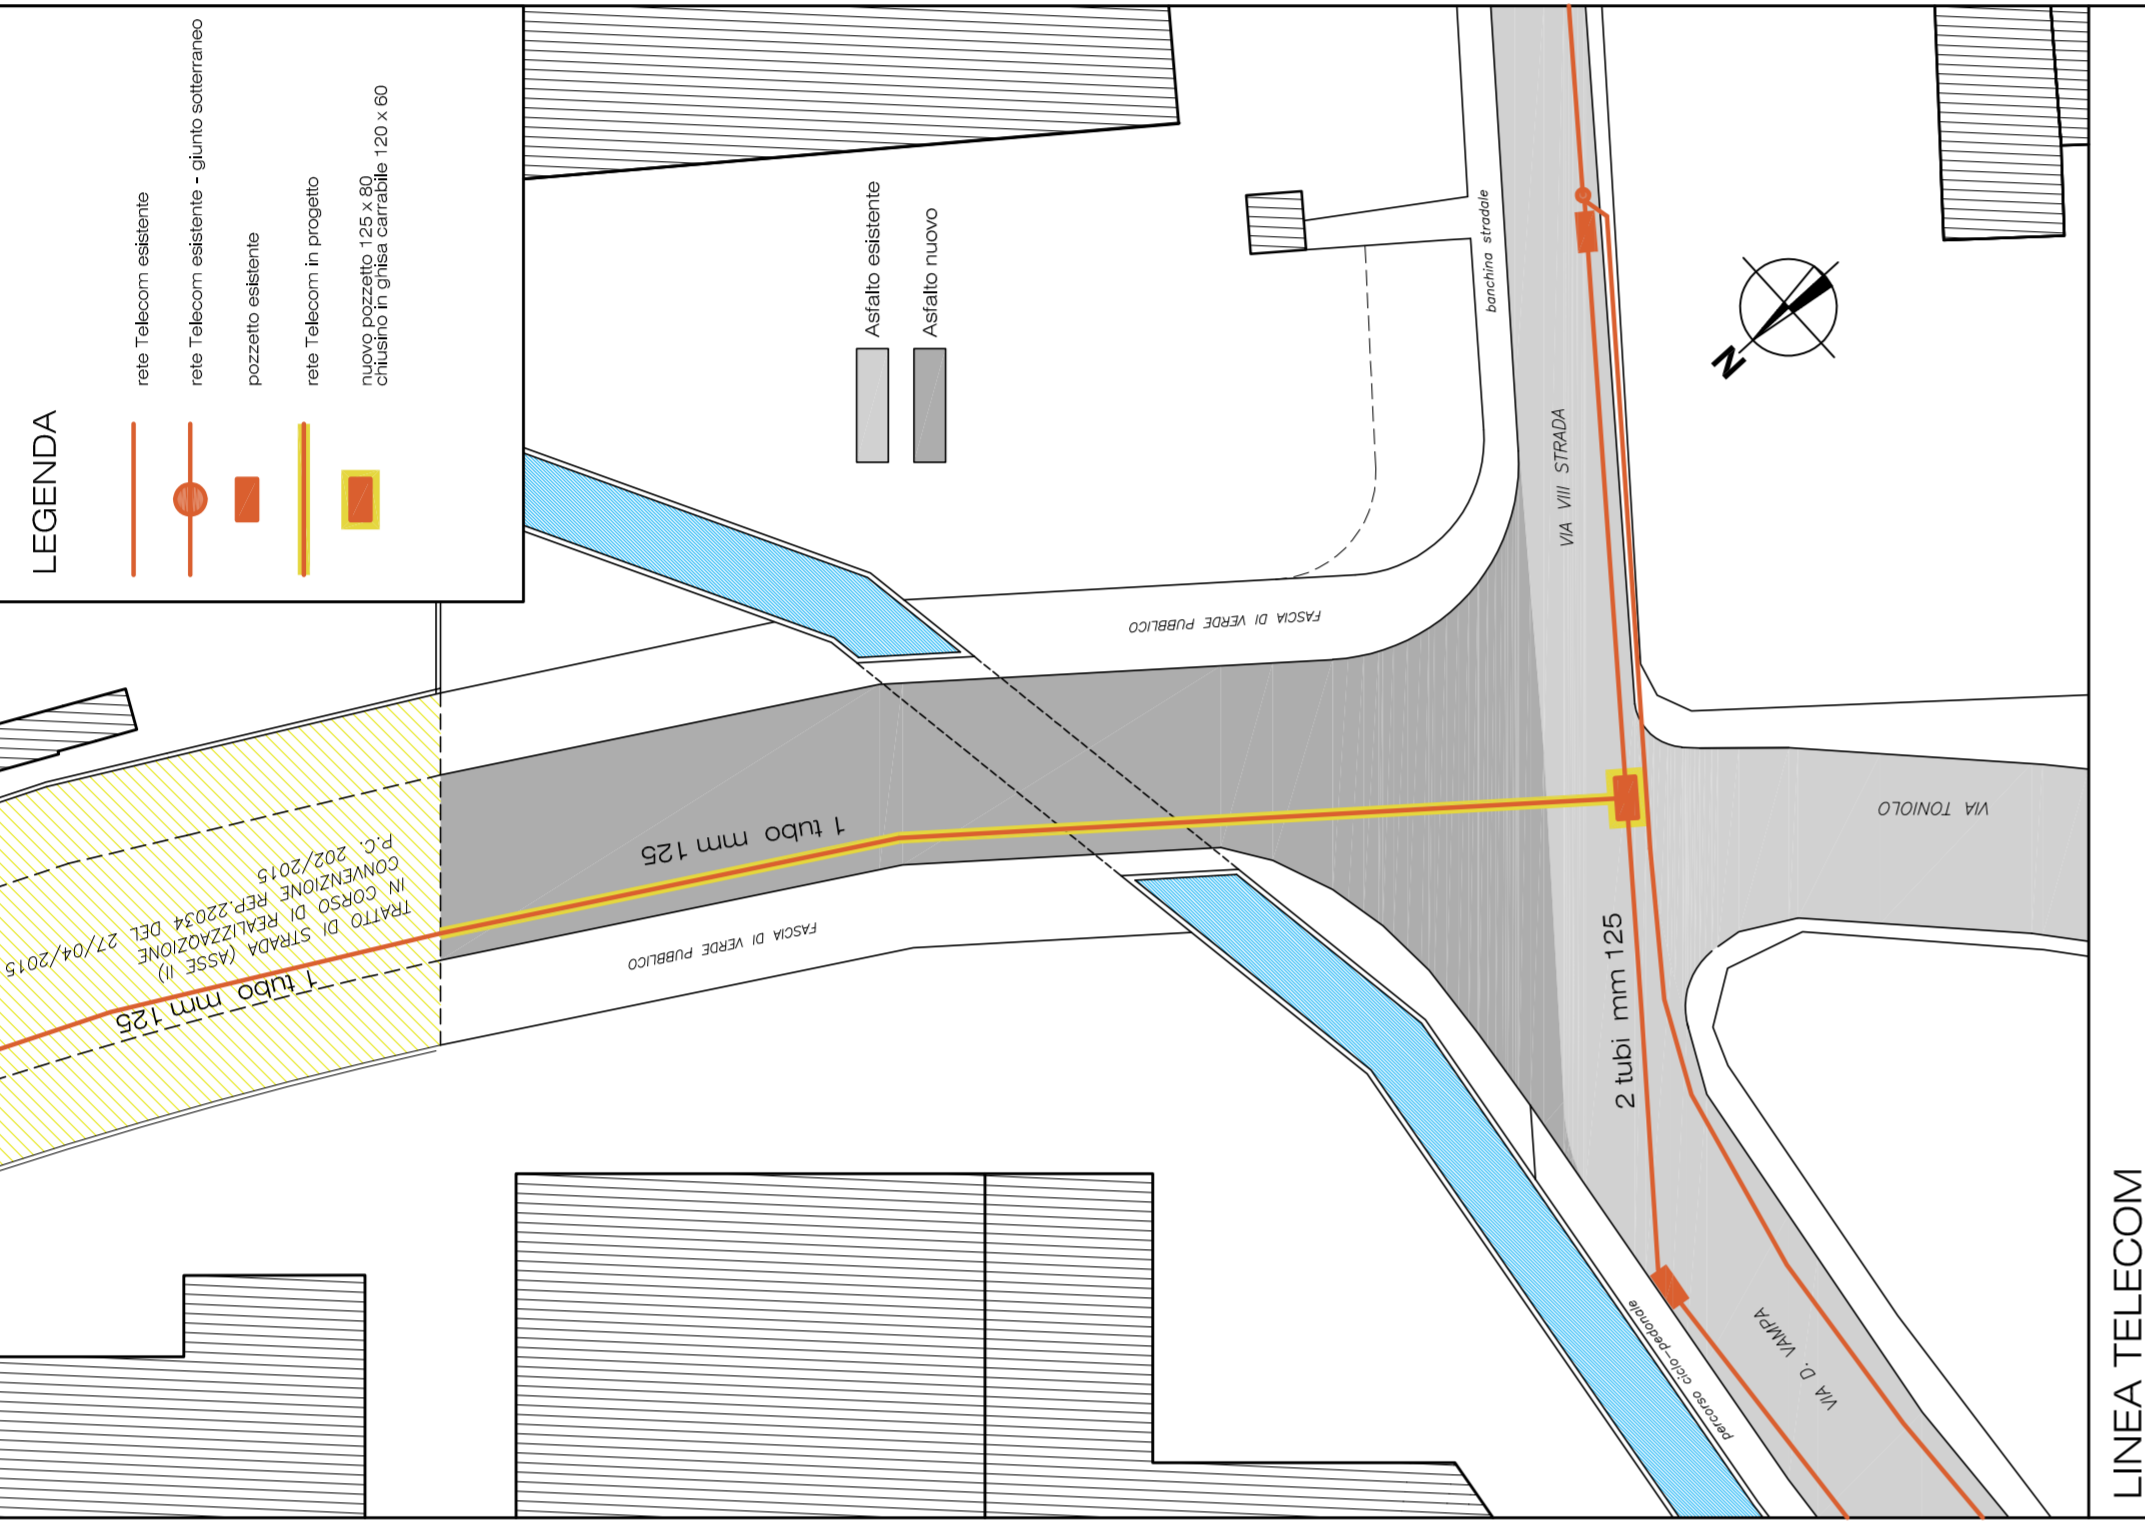 LEGENDA
rete Telecom esistente
rete Telecom esistente - giunto sotterraneo
pozzetto esistente
rete Telecom in progetto
nuovo pozzetto 125 x 80
chiusino in ghisa carrabile 120 x 60
Asfalto esistente
Asfalto nuovo
banchina stradale
VIA VIII STRADA
N
FASCIA DI VERDE PUBBLICO
VIA TONIOLO
1 tubo mm 125
TRATTO DI STRADA (ASSE II)
IN CORSO DI REALIZZAQZIONE
CONVENZIONE REP.22034 DEL 27/04/2015
P.C. 202/2015
1 tubo mm 125
FASCIA DI VERDE PUBBLICO
2 tubi mm 125
percorso ciclo-pedonale
VIA D. VAMPA
LINEA TELECOM